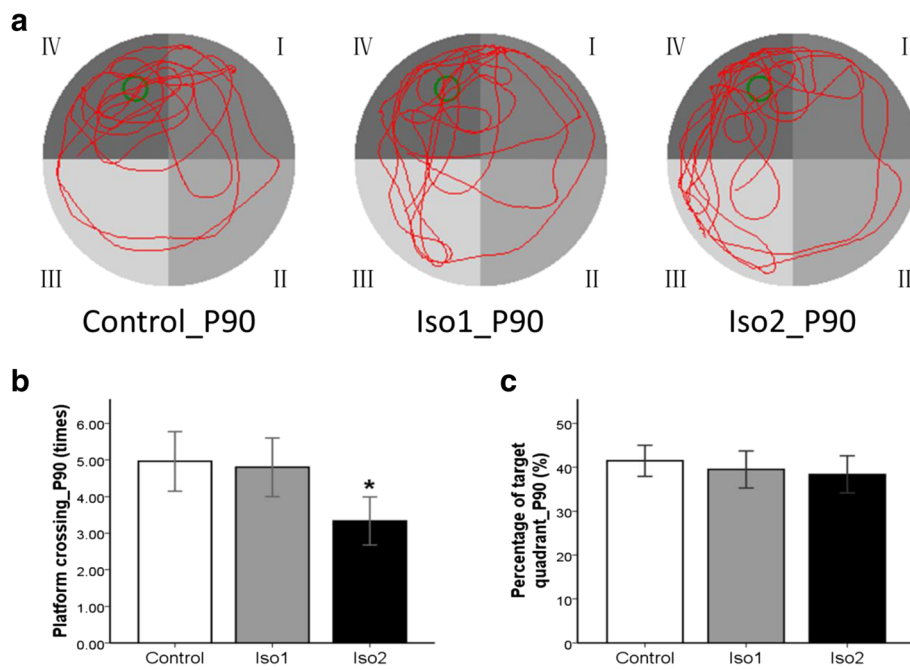 a
IV I IV I IV I
III II III II III II
Control_P90 Iso1_P90 Iso2_P90
b
Platform crossing_P90 (times)
6.00
5.00
4.00
3.00
2.00
1.00
0.00
*
Control Iso1 Iso2
c
Percentage of target
quadrant_P90 (%)
50
40
30
20
10
0
Control Iso1 Iso2